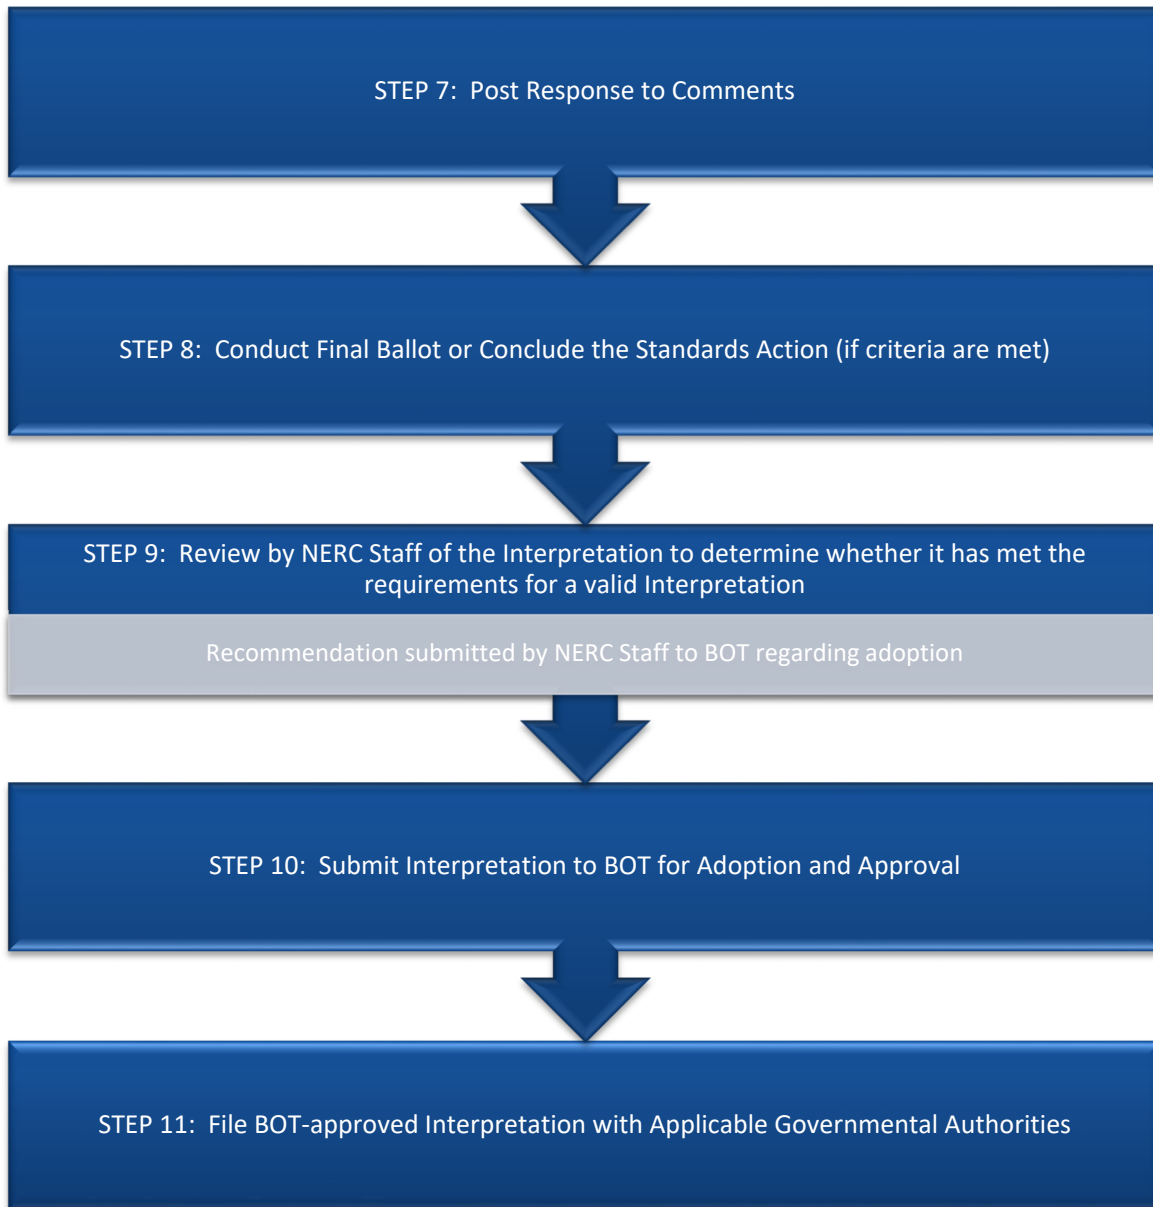 STEP 7:  Post Response to Comments
STEP 8:  Conduct Final Ballot or Conclude the Standards Action (if criteria are met)
STEP 9:  Review by NERC Staff of the Interpretation to determine whether it has met the
requirements for a valid Interpretation
Recommendation submitted by NERC Staff to BOT regarding adoption
STEP 10:  Submit Interpretation to BOT for Adoption and Approval
STEP 11:  File BOT-approved Interpretation with Applicable Governmental Authorities